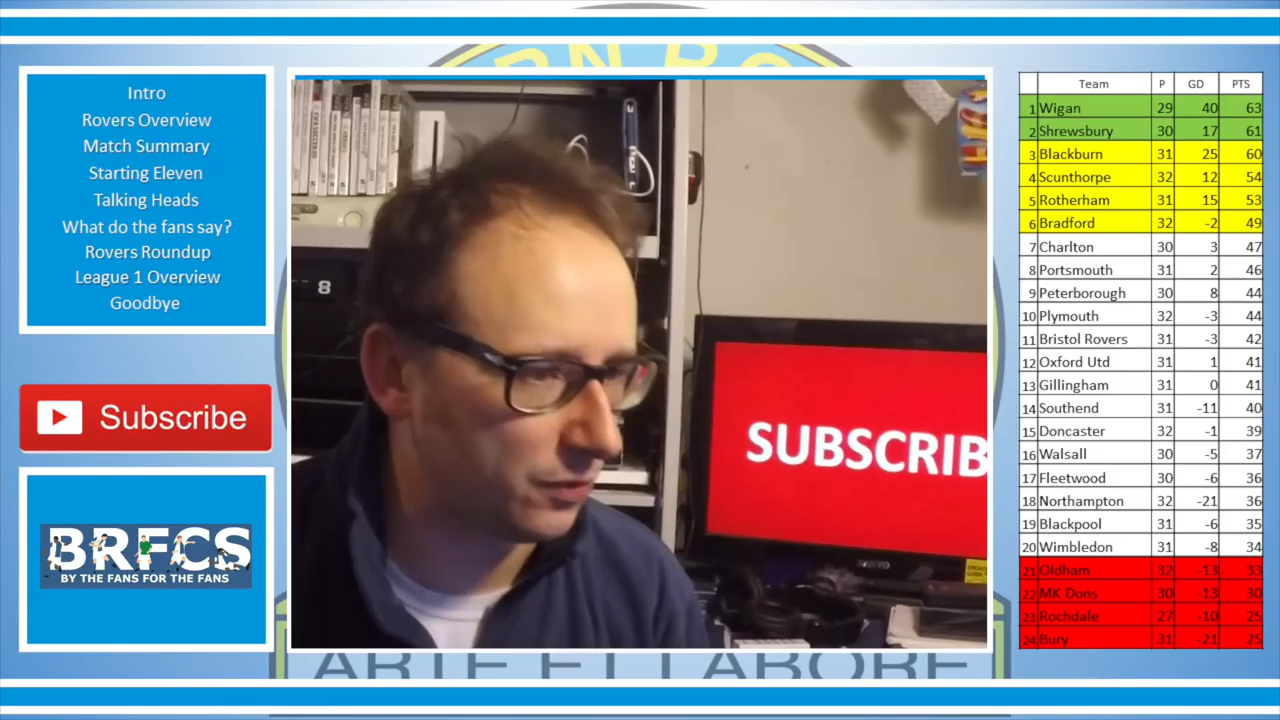 RN RO
Intro
Rovers Overview
Match Summary
Starting Eleven
Talking Heads
What do the fans say?
Rovers Roundup
League 1 Overview
Goodbye
Subscribe
BRFCS
BY THE FANS FOR THE FANS
8
SUBSCRIB
Team P GD PTS
1 Wigan 29 40 63
2 Shrewsbury 30 17 61
3 Blackburn 31 25 60
4 Scunthorpe 32 12 54
5 Rotherham 31 15 53
6 Bradford 32 -2 49
7 Charlton 30 3 47
8 Portsmouth 31 2 46
9 Peterborough 30 8 44
10 Plymouth 32 -3 44
11 Bristol Rovers 31 -3 42
12 Oxford Utd 31 1 41
13 Gillingham 31 0 41
14 Southend 31 -11 40
15 Doncaster 32 -1 39
16 Walsall 30 -5 37
17 Fleetwood 30 -6 36
18 Northampton 32 -21 36
19 Blackpool 31 -6 35
20 Wimbledon 31 -8 34
21 Oldham 32 -13 33
22 MK Dons 30 -13 30
23 Rochdale 27 -10 25
24 Bury 31 -21 25
ARTE ET LABORE